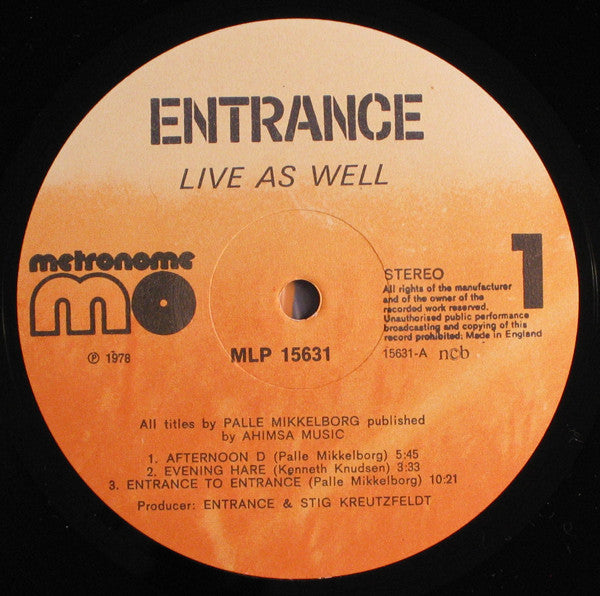 ENTRANCE
LIVE AS WELL
metronome
mo
℗ 1978
MLP 15631
STEREO
1
All rights of the manufacturer
and of the owner of the
recorded work reserved.
Unauthorised public performance
broadcasting and copying of this
record prohibited: Made in England
15631-A ncb
All titles by PALLE MIKKELBORG published
by AHIMSA MUSIC
1. AFTERNOON D (Palle Mikkelborg) 5:45
2. EVENING HARE (Kenneth Knudsen) 3:33
3. ENTRANCE TO ENTRANCE (Palle Mikkelborg) 10:21
Producer: ENTRANCE & STIG KREUTZFELDT